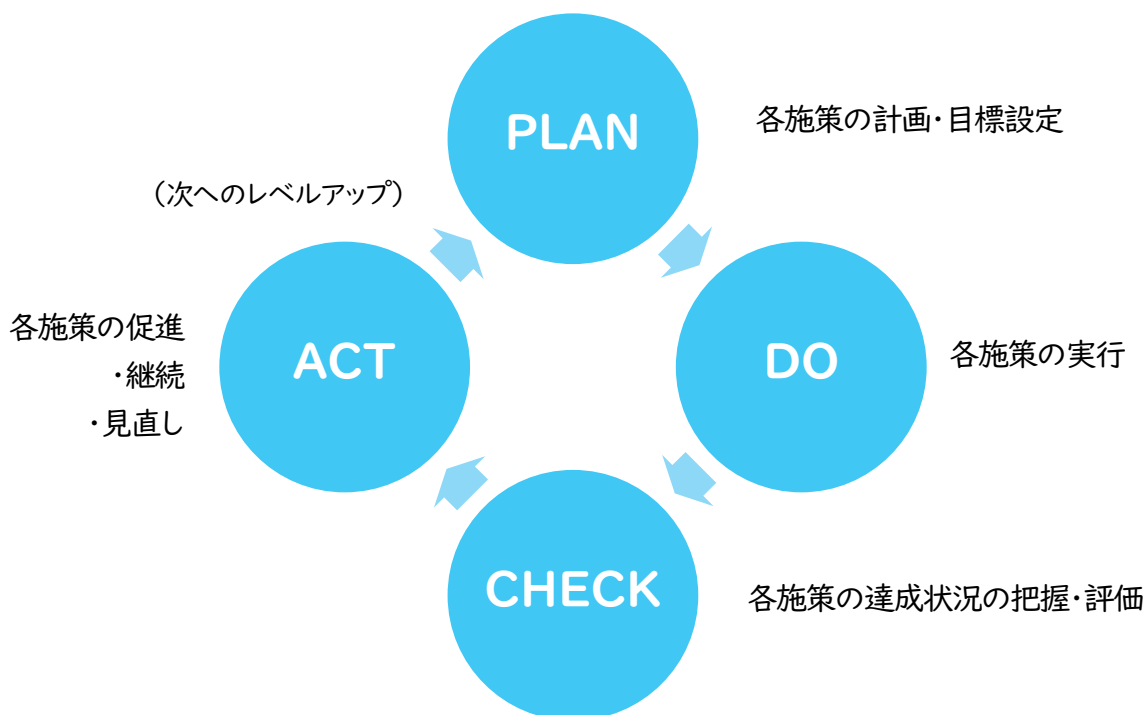 PLAN
各施策の計画・目標設定
(次へのレベルアップ)
各施策の促進
・継続
・見直し
ACT
DO
各施策の実行
CHECK
各施策の達成状況の把握・評価